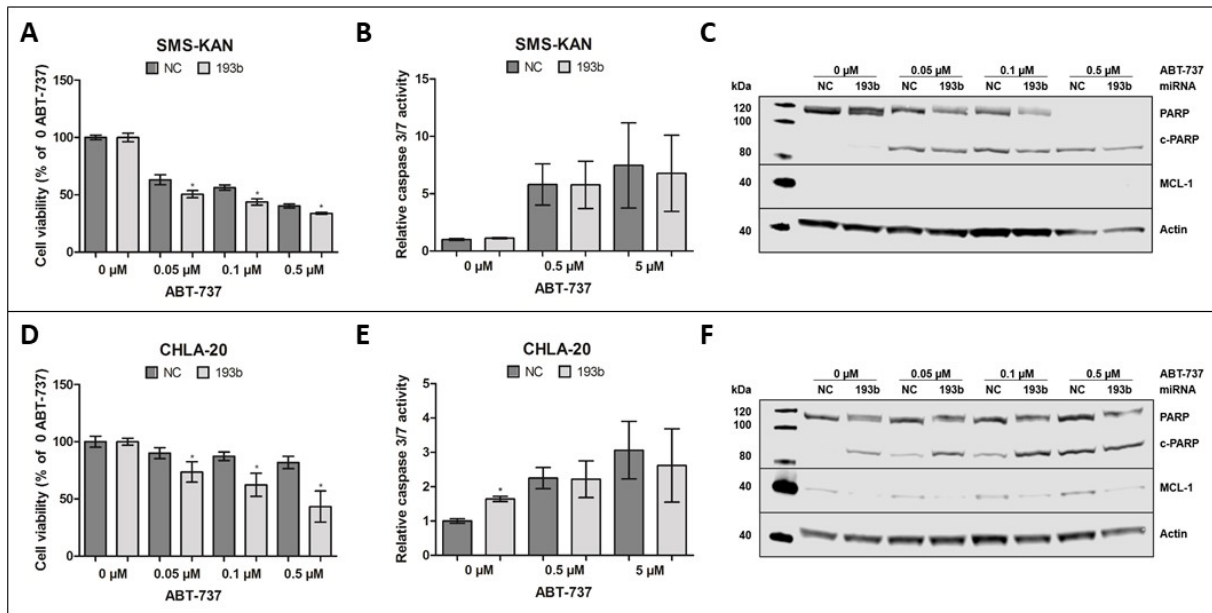 A
SMS-KAN
NC 193b
Cell viability (% of 0 ABT-737)
150
100
50
0
0 µM 0.05 µM 0.1 µM 0.5 µM
ABT-737
B
SMS-KAN
NC 193b
Relative caspase 3/7 activity
15
10
5
0
0 µM 0.5 µM 5 µM
ABT-737
C
0 µM 0.05 µM 0.1 µM 0.5 µM ABT-737
kDa NC 193b NC 193b NC 193b NC 193b miRNA
120 PARP
100
c-PARP
80
40 MCL-1
40 Actin
D
CHLA-20
NC 193b
Cell viability (% of 0 ABT-737)
150
100
50
0
0 µM 0.05 µM 0.1 µM 0.5 µM
ABT-737
E
CHLA-20
NC 193b
Relative caspase 3/7 activity
5
4
3
2
1
0
0 µM 0.5 µM 5 µM
ABT-737
F
0 µM 0.05 µM 0.1 µM 0.5 µM ABT-737
kDa NC 193b NC 193b NC 193b NC 193b miRNA
120 PARP
100
c-PARP
80
40 MCL-1
40 Actin